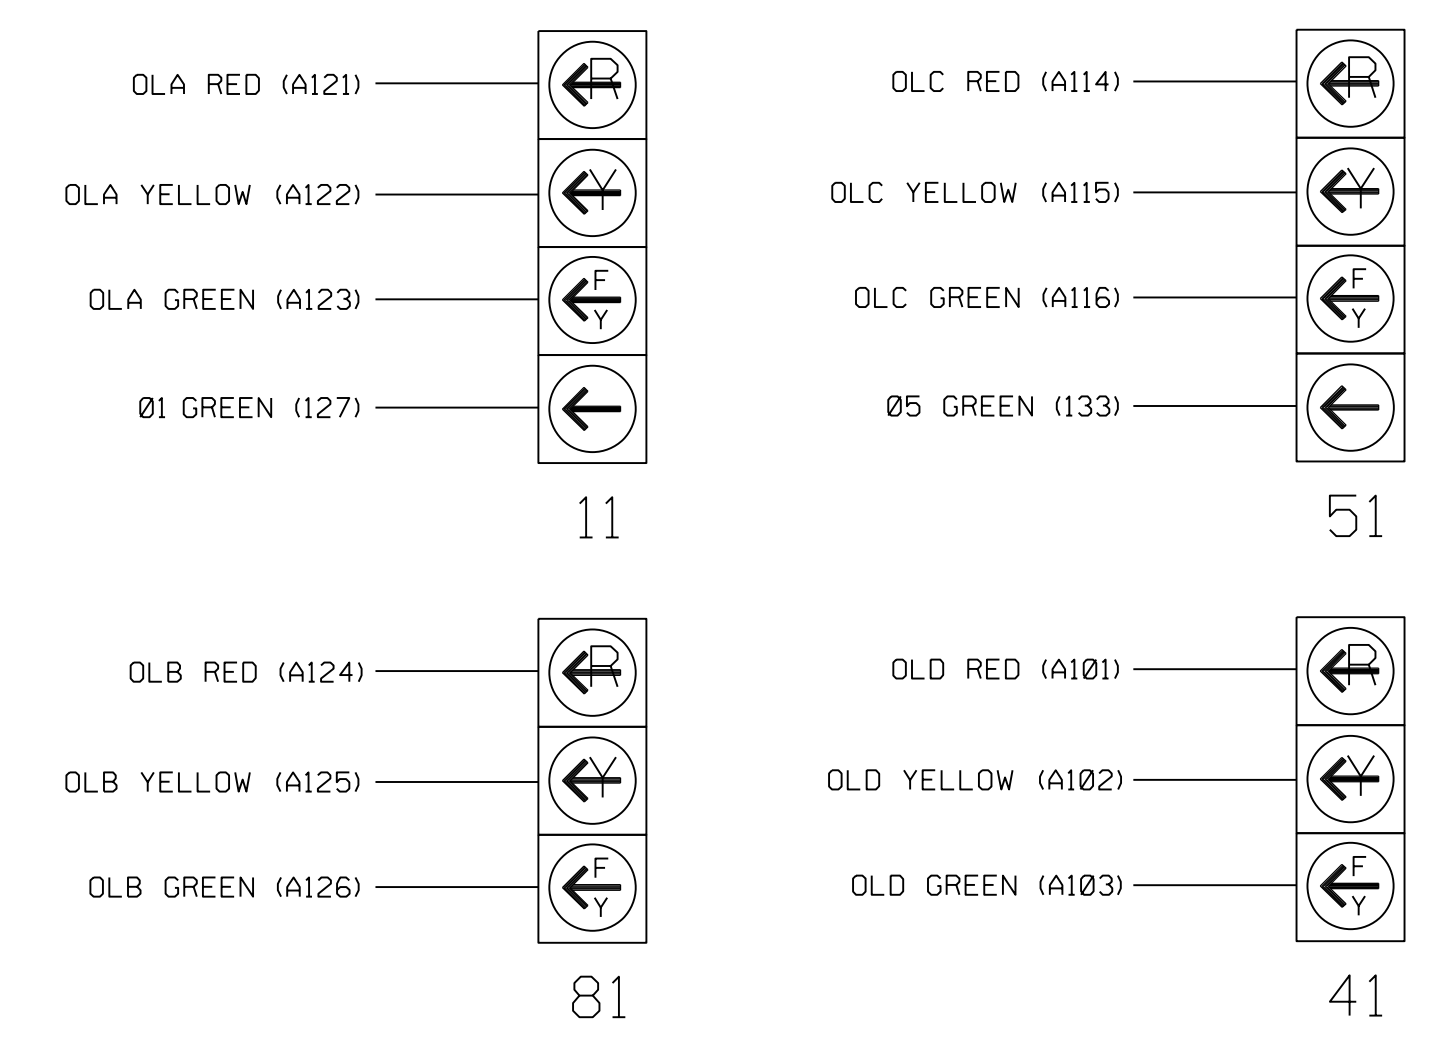 OLA RED (A121)
R
OLA YELLOW (A122)
Y
OLA GREEN (A123)
F
Y
Ø1 GREEN (127)
11
OLC RED (A114)
R
OLC YELLOW (A115)
Y
OLC GREEN (A116)
F
Y
Ø5 GREEN (133)
51
OLB RED (A124)
R
OLB YELLOW (A125)
Y
OLB GREEN (A126)
F
Y
81
OLD RED (A1Ø1)
R
OLD YELLOW (A1Ø2)
Y
OLD GREEN (A1Ø3)
F
Y
41